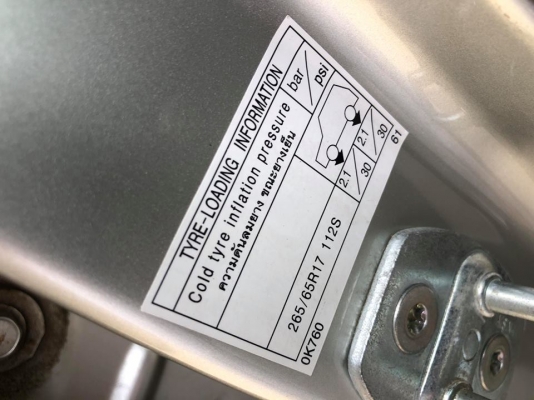 TYRE-LOADING INFORMATION
Cold tyre inflation pressure
ความดันลมยาง ขณะยางเย็น
bar/psi
265/65R17 112S
2.1/30
2.1/30
0K760
61